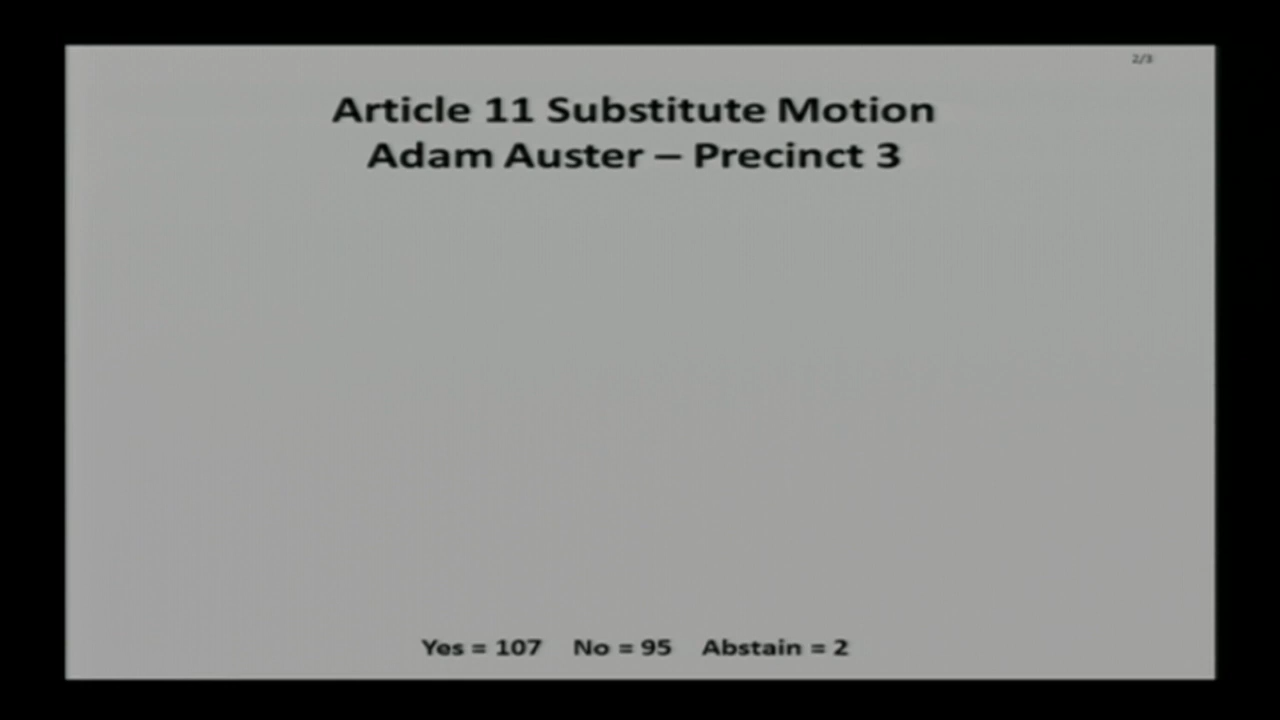 2/3
Article 11 Substitute Motion
Adam Auster – Precinct 3
Yes = 107 No = 95 Abstain = 2